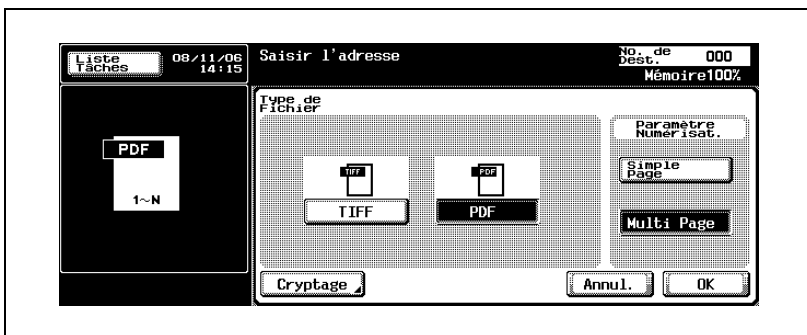 Liste
Tâches
08/11/06
14:15
Saisir l'adresse
No. de
Dest.
000
Mémoire100%
Type de
Fichier
PDF
1~N
TIFF
TIFF
PDF
PDF
Paramètre
Numérisat.
Simple
Page
Multi Page
Cryptage
Annul.
OK